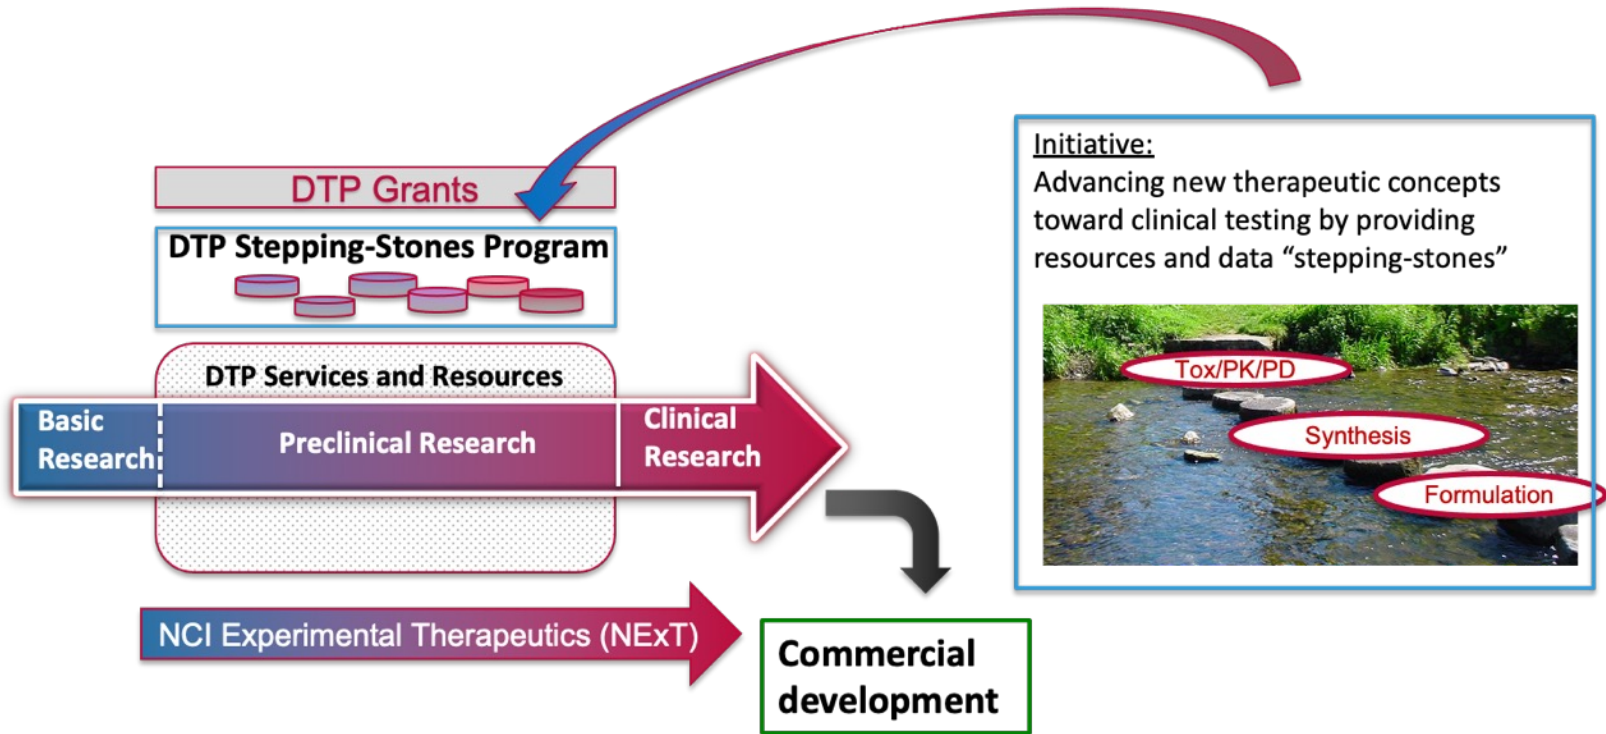 DTP Grants
DTP Stepping-Stones Program
DTP Services and Resources
Basic
Research
Preclinical Research
Clinical
Research
NCI Experimental Therapeutics (NExT)
Commercial
development
Initiative:
Advancing new therapeutic concepts
toward clinical testing by providing
resources and data “stepping-stones”
Tox/PK/PD
Synthesis
Formulation